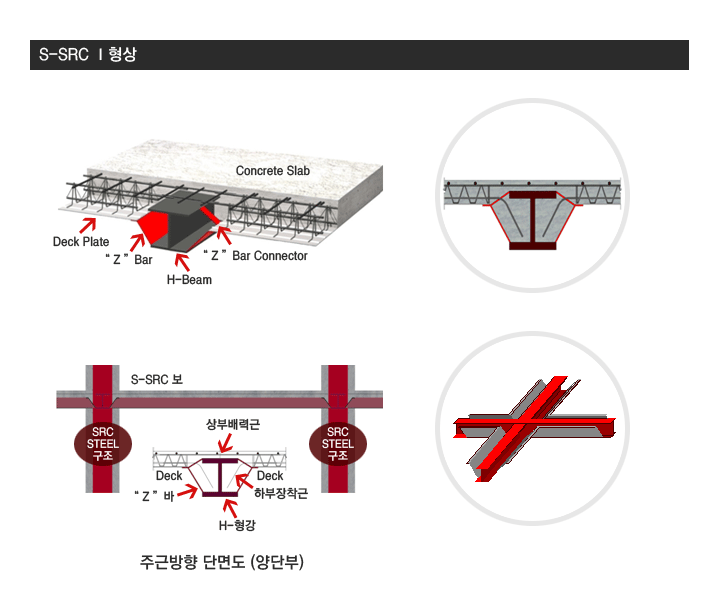 S-SRC I 형상
Concrete Slab
Deck Plate
“ Z ” Bar
“ Z ” Bar Connector
H-Beam
S-SRC 보
SRC
STEEL
구조
SRC
STEEL
구조
상부배력근
Deck
Deck
“ Z ” 바
하부장착근
H-형강
주근방향 단면도 (양단부)